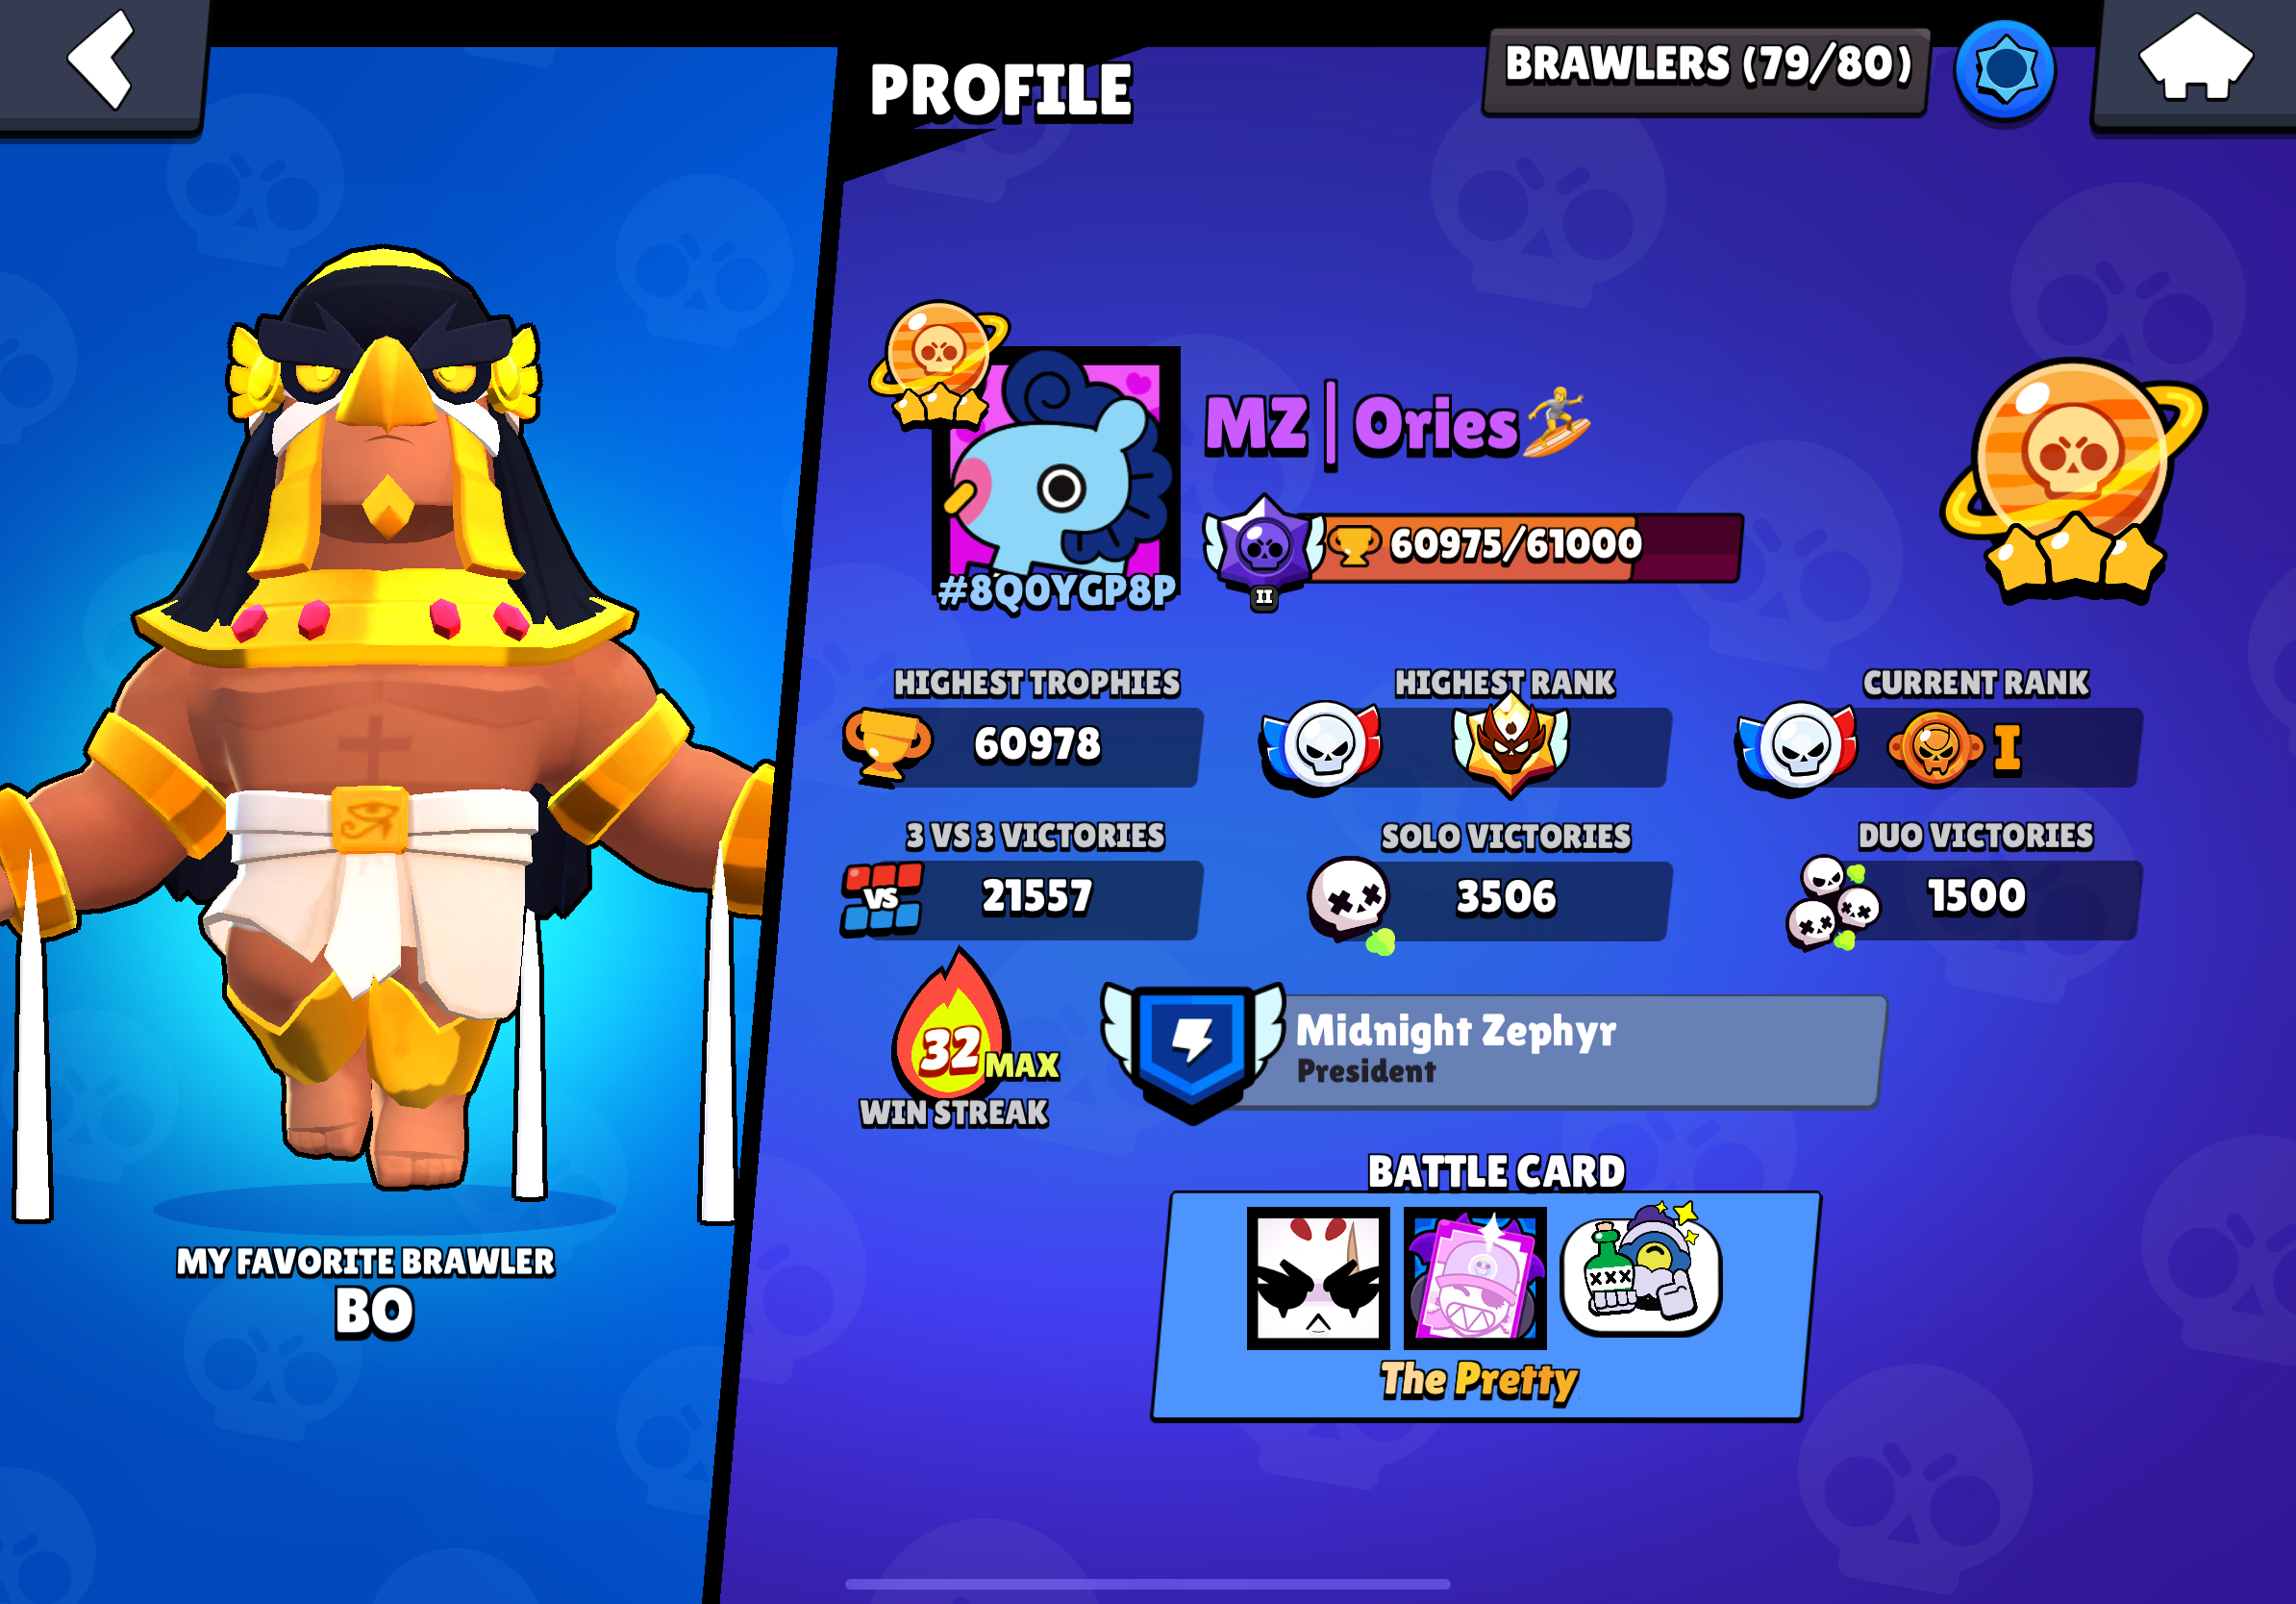 PROFILE
BRAWLERS (79/80)
MZ | Ories🏄
60975/61000
II
#8Q0YGP8P
HIGHEST TROPHIES
60978
HIGHEST RANK
CURRENT RANK
I
3 VS 3 VICTORIES
VS
21557
SOLO VICTORIES
3506
DUO VICTORIES
1500
32 MAX
WIN STREAK
Midnight Zephyr
President
BATTLE CARD
XXX
The Pretty
MY FAVORITE BRAWLER
BO